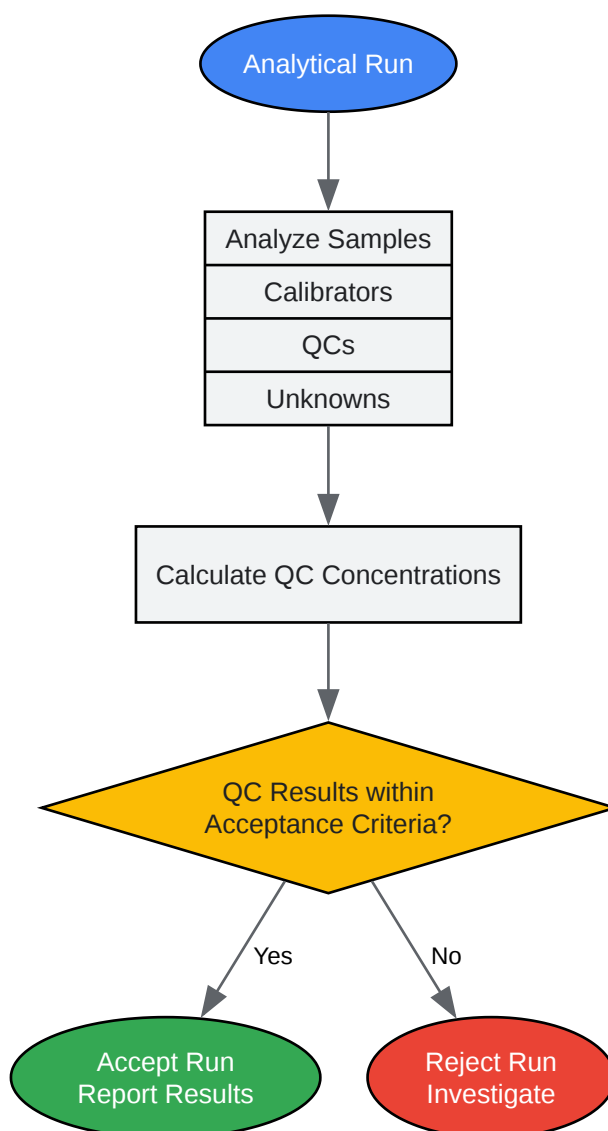 Analytical Run
Analyze Samples
Calibrators
QCs
Unknowns
Calculate QC Concentrations
QC Results within
Acceptance Criteria?
Yes
No
Accept Run
Report Results
Reject Run
Investigate